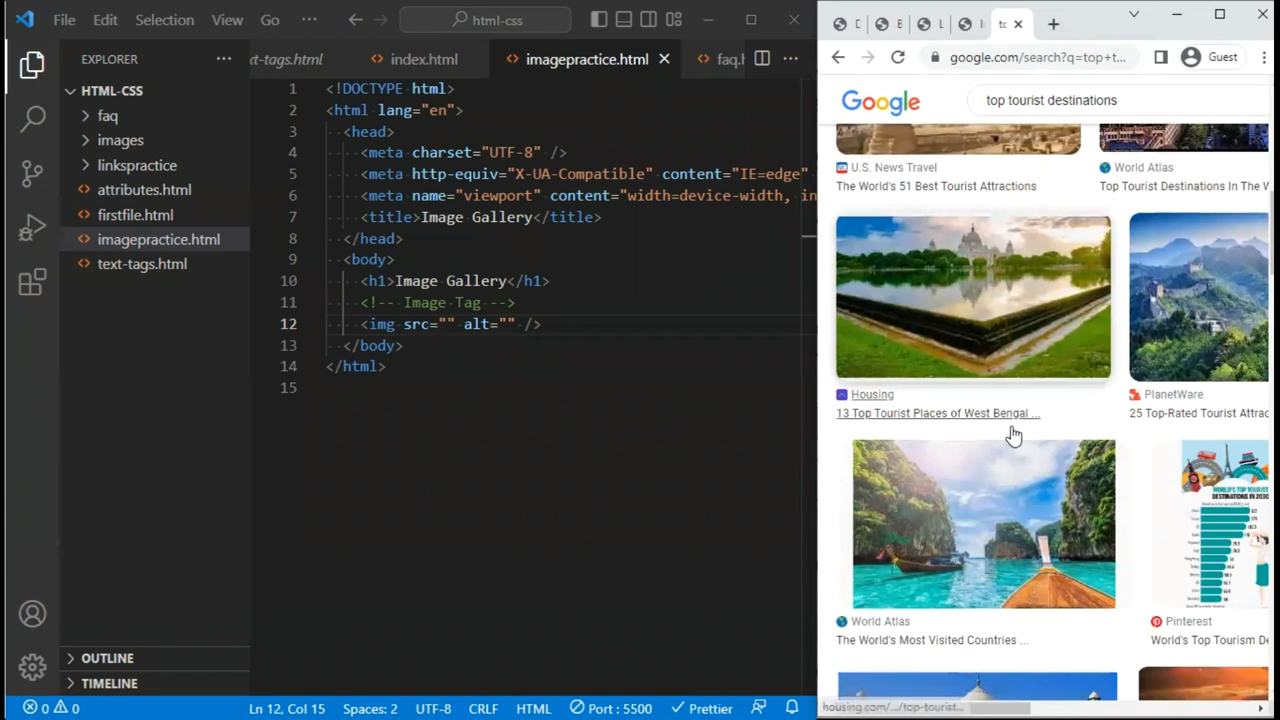 File Edit Selection View Go ··· html-css
EXPLORER ···
HTML-CSS
faq
images
linkspractice
attributes.html
firstfile.html
imagepractice.html
text-tags.html
OUTLINE
TIMELINE
xt-tags.html index.html imagepractice.html faq.h
1 <!DOCTYPE html>
2 <html lang="en">
3 <head>
4 <meta charset="UTF-8" />
5 <meta http-equiv="X-UA-Compatible" content="IE=edge"
6 <meta name="viewport" content="width=device-width, in
7 <title>Image Gallery</title>
8 </head>
9 <body>
10 <h1>Image Gallery</h1>
11 <!-- Image Tag -->
12 <img src="" alt="" />
13 </body>
14 </html>
15
0 0 Ln 12, Col 15 Spaces: 2 UTF-8 CRLF HTML Port : 5500 Prettier
google.com/search?q=top+t... Guest
Google top tourist destinations
U.S. News Travel World Atlas
The World's 51 Best Tourist Attractions Top Tourist Destinations In The W
Housing PlanetWare
13 Top Tourist Places of West Bengal ... 25 Top-Rated Tourist Attrac
WORLD'S TOP TOURIST
World Atlas Pinterest
The World's Most Visited Countries ... World's Top Tourism De
housing.com/.../top-tourist...